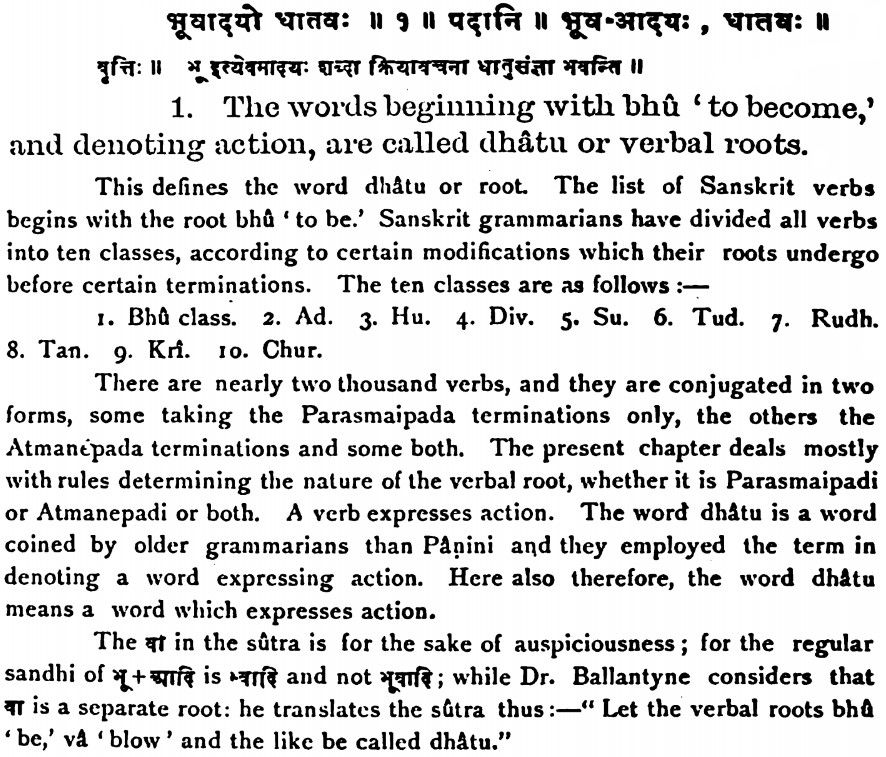 भूवादयो धातवः ॥ १ ॥ पदानि ॥ भूव-आदयः , धातवः ॥
वृत्तिः ॥ भू इत्येवमादयः शब्दा क्रियावचना धातुसंज्ञा भवन्ति ॥
1. The words beginning with bhû ‘to become,’
and denoting action, are called dhâtu or verbal roots.
This defines the word dhâtu or root. The list of Sanskrit verbs
begins with the root bhû ‘to be.’ Sanskrit grammarians have divided all verbs
into ten classes, according to certain modifications which their roots undergo
before certain terminations. The ten classes are as follows :—
1. Bhû class. 2. Ad. 3. Hu. 4. Div. 5. Su. 6. Tud. 7. Rudh.
8. Tan. 9. Krî. 10. Chur.
There are nearly two thousand verbs, and they are conjugated in two
forms, some taking the Parasmaipada terminations only, the others the
Atmanepada terminations and some both. The present chapter deals mostly
with rules determining the nature of the verbal root, whether it is Parasmaipadi
or Atmanepadi or both. A verb expresses action. The word dhâtu is a word
coined by older grammarians than Pâṇini and they employed the term in
denoting a word expressing action. Here also therefore, the word dhâtu
means a word which expresses action.
The वा in the sûtra is for the sake of auspiciousness ; for the regular
sandhi of भू+आदि is भ्वादि and not भूवादि ; while Dr. Ballantyne considers that
वा is a separate root: he translates the sûtra thus :—“ Let the verbal roots bhû
‘be,’ vâ ‘blow’ and the like be called dhâtu.”